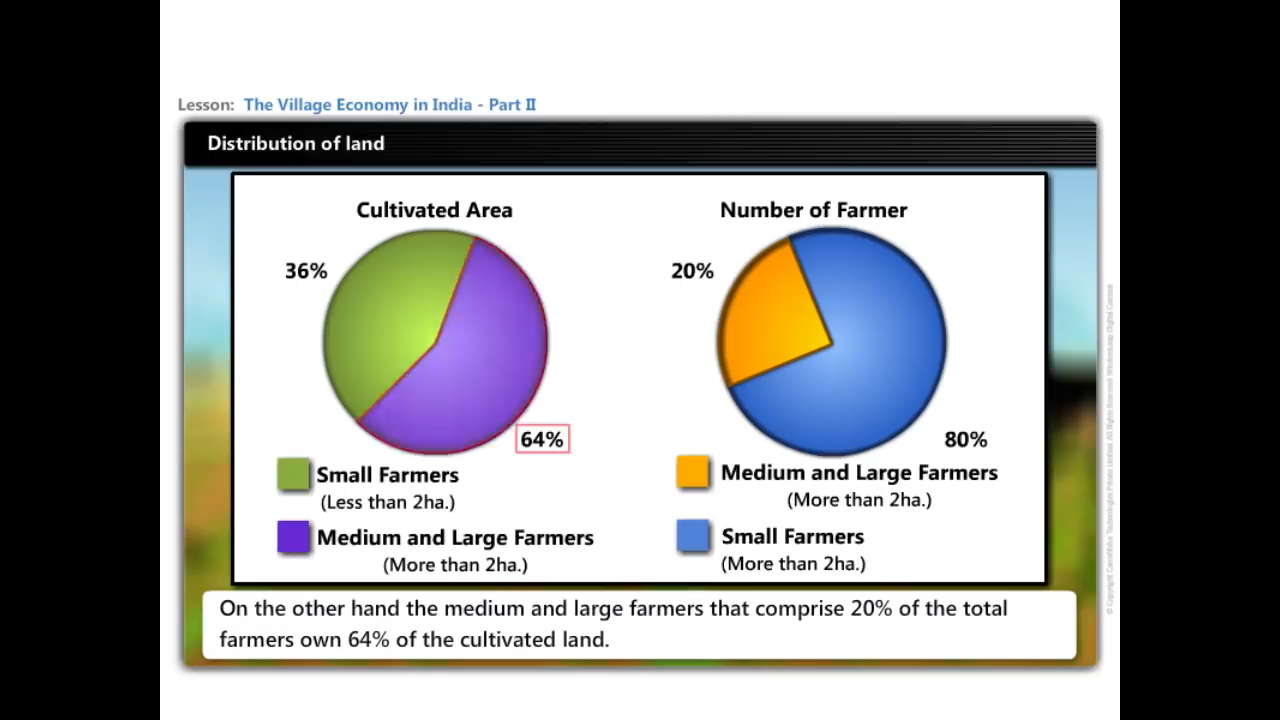 Lesson: The Village Economy in India - Part II
Distribution of land
Cultivated Area
36%
64%
Small Farmers
(Less than 2ha.)
Medium and Large Farmers
(More than 2ha.)
Number of Farmer
20%
80%
Medium and Large Farmers
(More than 2ha.)
Small Farmers
(More than 2ha.)
On the other hand the medium and large farmers that comprise 20% of the total
farmers own 64% of the cultivated land.